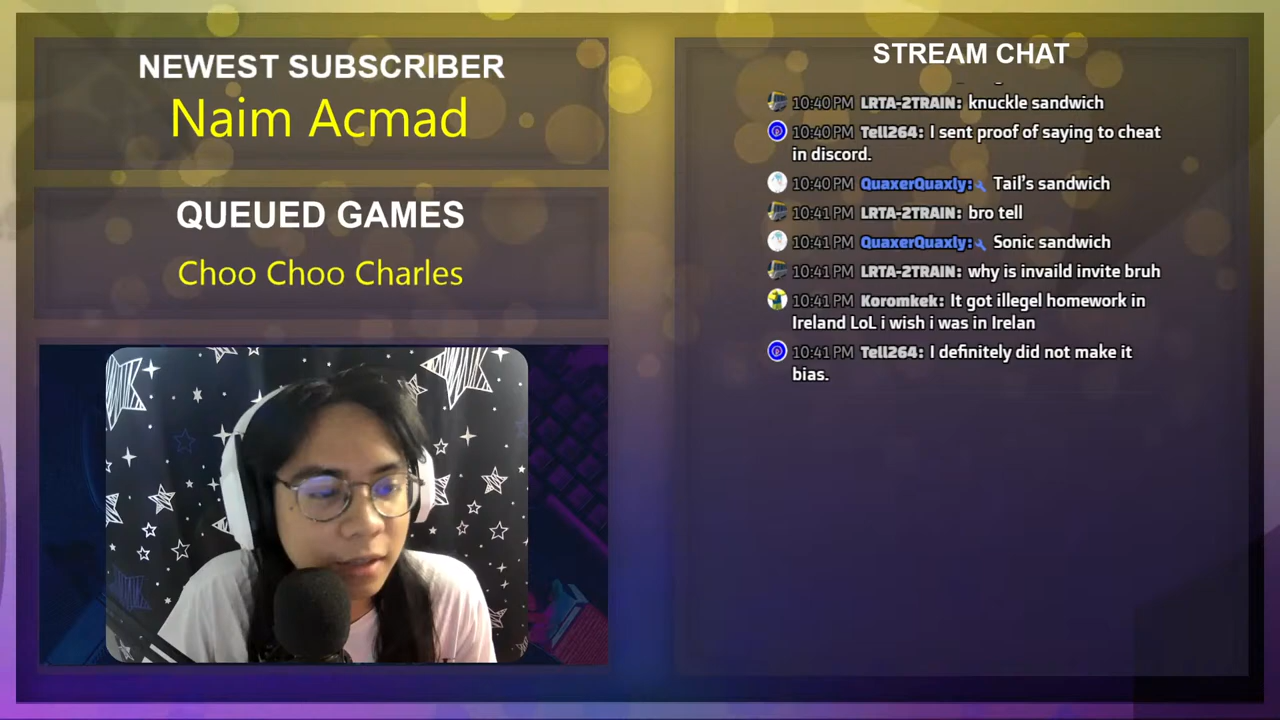 NEWEST SUBSCRIBER
Naim Acmad
QUEUED GAMES
Choo Choo Charles
STREAM CHAT
10:40 PM LRTA-2TRAIN: knuckle sandwich
10:40 PM Tell264: I sent proof of saying to cheat
in discord.
10:40 PM QuaxerQuaxly: Tail's sandwich
10:41 PM LRTA-2TRAIN: bro tell
10:41 PM QuaxerQuaxly: Sonic sandwich
10:41 PM LRTA-2TRAIN: why is invaild invite bruh
10:41 PM Koromkek: It got illegel homework in
Ireland LoL i wish i was in Irelan
10:41 PM Tell264: I definitely did not make it
bias.